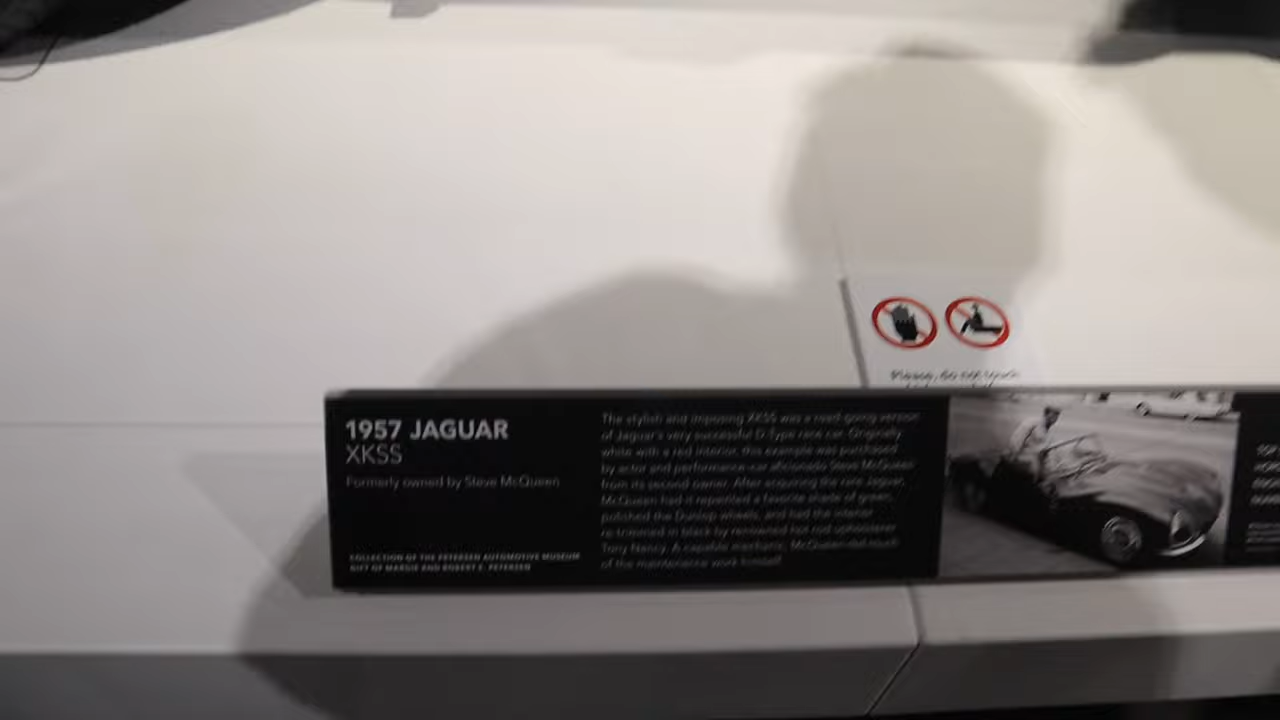 Please, do not touch
1957 JAGUAR
XKSS
Formerly owned by Steve McQueen
COLLECTION OF THE PETERSEN AUTOMOTIVE MUSEUM
GIFT OF MARGIE AND ROBERT E. PETERSEN
The stylish and imposing XKSS was a road-going version
of Jaguar's very successful D-Type race car. Originally
white with a red interior, this example was purchased
by actor and performance-car aficionado Steve McQueen
from its second owner. After acquiring the rare Jaguar,
McQueen had it repainted a favorite shade of green,
polished the Dunlop wheels, and had the interior
re-trimmed in black by renowned hot rod upholsterer
Tony Nancy. A capable mechanic, McQueen did much
of the maintenance work himself.